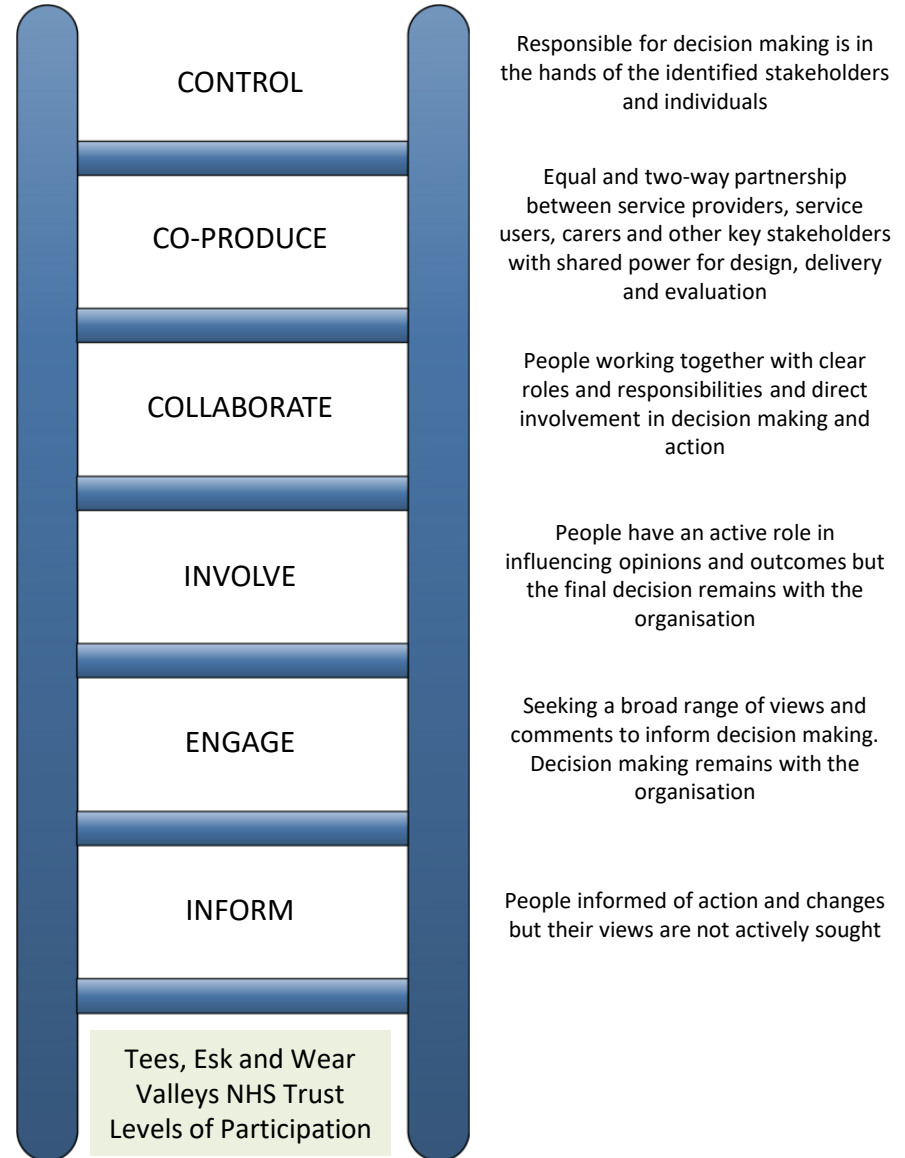 CONTROL
Responsible for decision making is in
the hands of the identified stakeholders
and individuals
CO-PRODUCE
Equal and two-way partnership
between service providers, service
users, carers and other key stakeholders
with shared power for design, delivery
and evaluation
COLLABORATE
People working together with clear
roles and responsibilities and direct
involvement in decision making and
action
INVOLVE
People have an active role in
influencing opinions and outcomes but
the final decision remains with the
organisation
ENGAGE
Seeking a broad range of views and
comments to inform decision making.
Decision making remains with the
organisation
INFORM
People informed of action and changes
but their views are not actively sought
Tees, Esk and Wear
Valleys NHS Trust
Levels of Participation